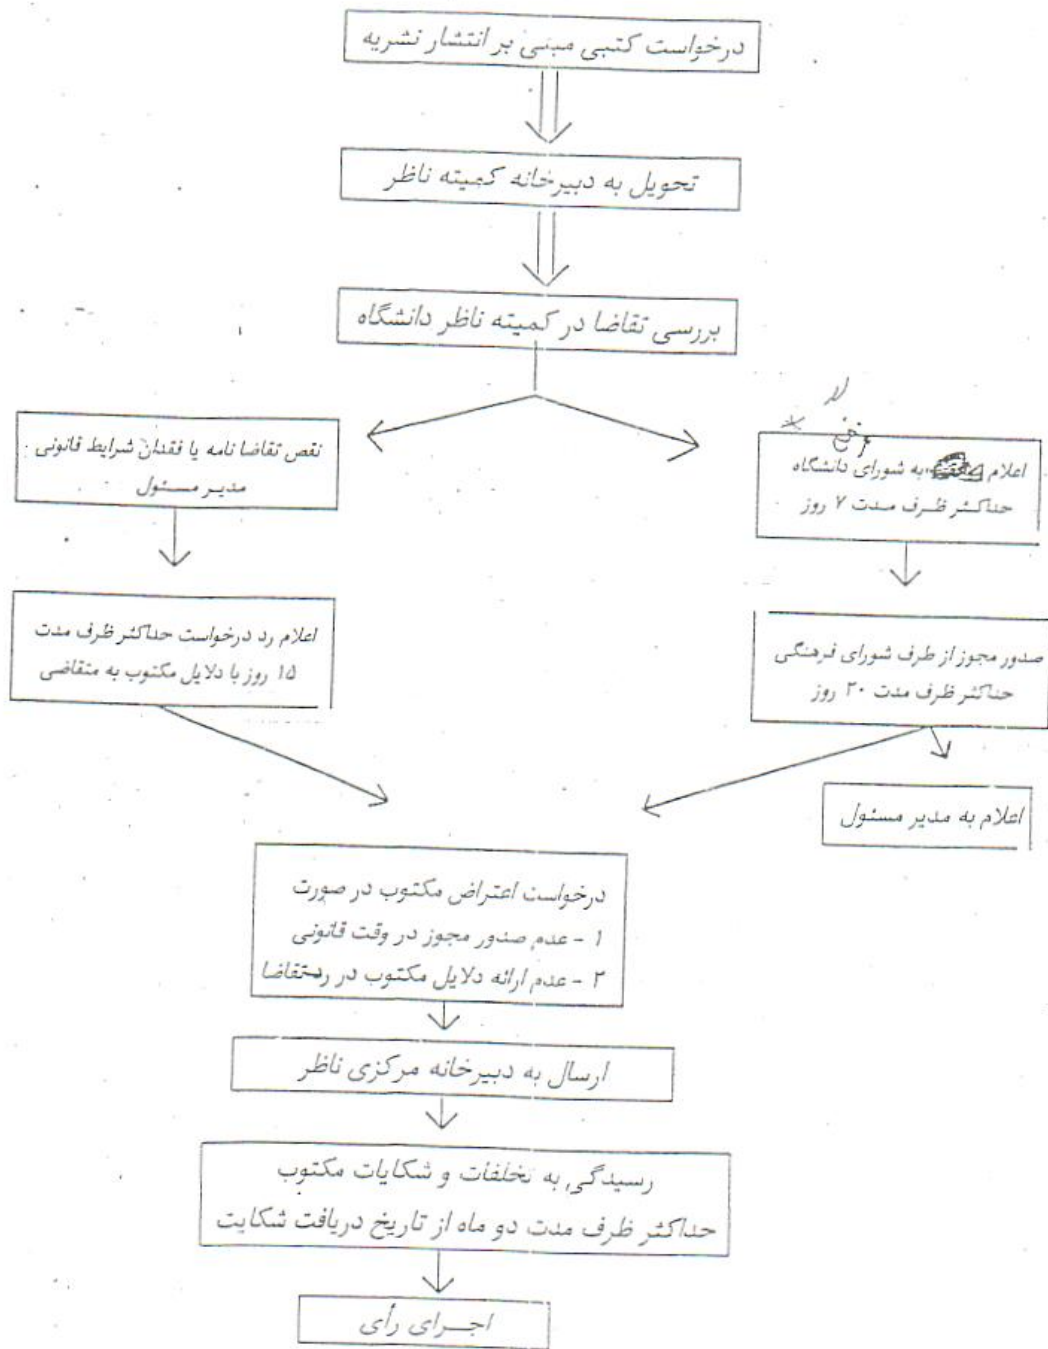 درخواست کتبی مبنی بر انتشار نشریه
تحویل به دبیرخانه کمیته ناظر
بررسی تقاضا در کمیته ناظر دانشگاه
اعلام به شورای دانشگاه
حداکثر ظرف مدت ۷ روز
نقص تقاضا نامه یا فقدان شرایط قانونی
مدیر مسئول
صدور مجوز از طرف شورای فرهنگی
حداکثر ظرف مدت ۳۰ روز
اعلام رد درخواست حداکثر ظرف مدت
۱۵ روز با دلایل مکتوب به متقاضی
اعلام به مدیر مسئول
درخواست اعتراض مکتوب در صورت
۱ - عدم صدور مجوز در وقت قانونی
۲ - عدم ارائه دلایل مکتوب در رد تقاضا
ارسال به دبیرخانه مرکزی ناظر
رسیدگی به تخلفات و شکایات مکتوب
حداکثر ظرف مدت دو ماه از تاریخ دریافت شکایت
اجرای رأی